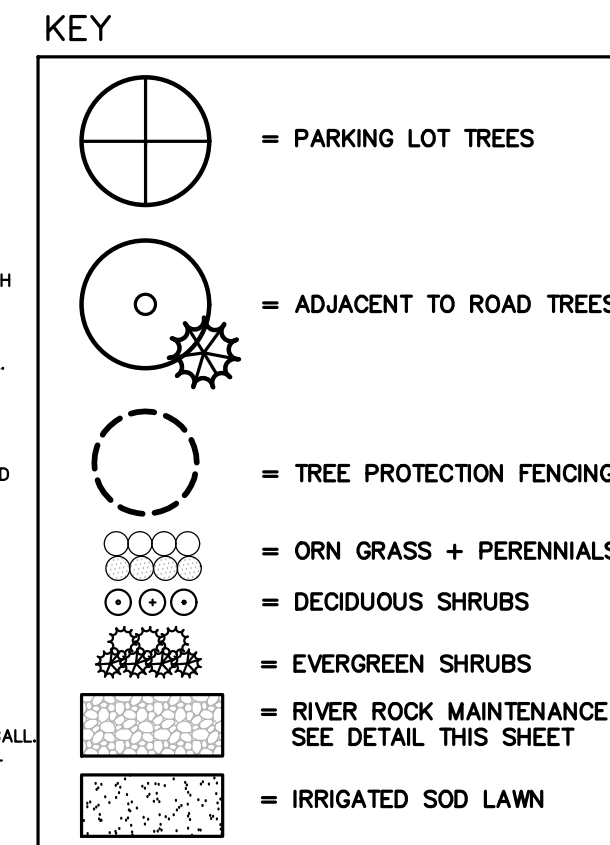 KEY
= PARKING LOT TREES
H
= ADJACENT TO ROAD TREES
.
= TREE PROTECTION FENCING
D
= ORN GRASS + PERENNIALS
= DECIDUOUS SHRUBS
= EVERGREEN SHRUBS
= RIVER ROCK MAINTENANCE
SEE DETAIL THIS SHEET
BALL.
= IRRIGATED SOD LAWN